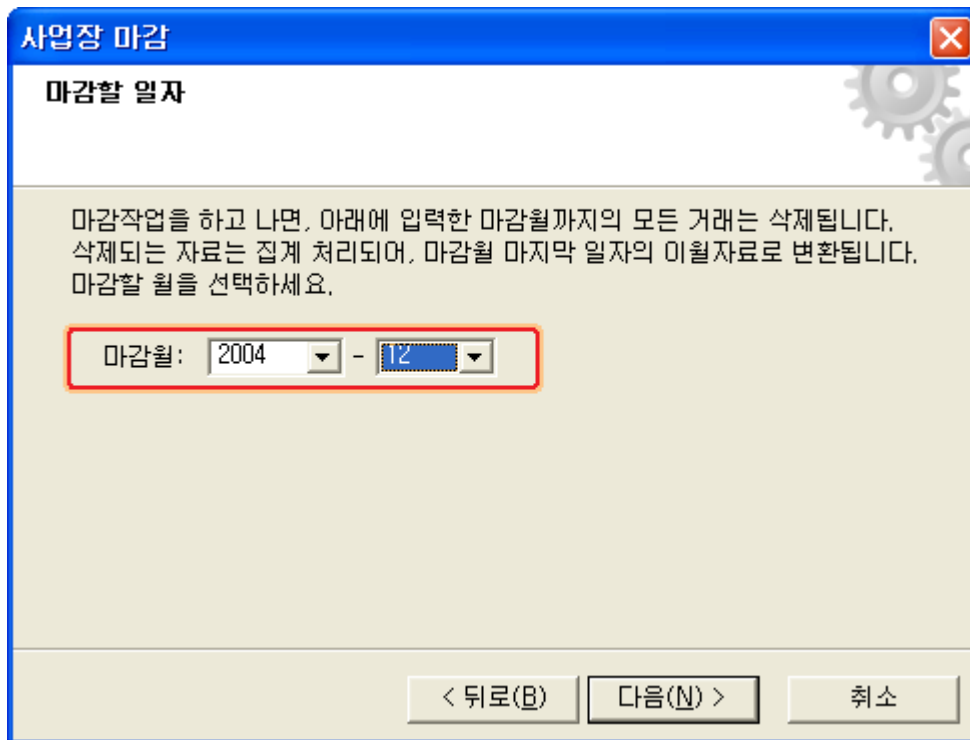 사업장 마감
마감할 일자
마감작업을 하고 나면, 아래에 입력한 마감월까지의 모든 거래는 삭제됩니다.
삭제되는 자료는 집계 처리되어, 마감월 마지막 일자의 이월자료로 변환됩니다.
마감할 월을 선택하세요.
마감월: 2004 - 12
< 뒤로(B) 다음(N) > 취소